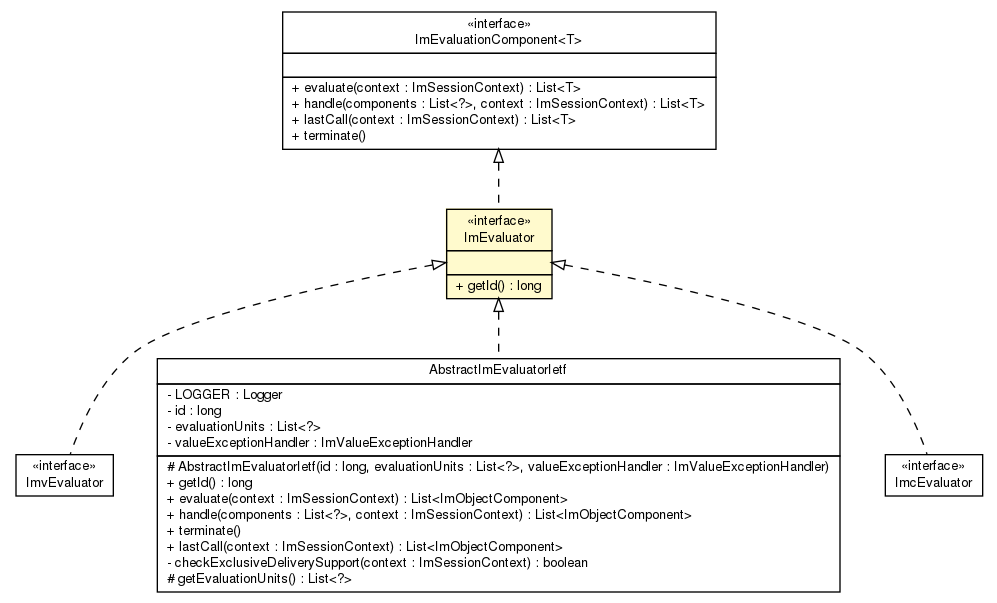 «interface»
ImEvaluationComponent<T>
+ evaluate(context : ImSessionContext) : List<T>
+ handle(components : List<?>, context : ImSessionContext) : List<T>
+ lastCall(context : ImSessionContext) : List<T>
+ terminate()
«interface»
ImEvaluator
+ getId() : long
AbstractImEvaluatorIetf
- LOGGER : Logger
- id : long
- evaluationUnits : List<?>
- valueExceptionHandler : ImValueExceptionHandler
# AbstractImEvaluatorIetf(id : long, evaluationUnits : List<?>, valueExceptionHandler : ImValueExceptionHandler)
+ getId() : long
+ evaluate(context : ImSessionContext) : List<ImObjectComponent>
+ handle(components : List<?>, context : ImSessionContext) : List<ImObjectComponent>
+ terminate()
+ lastCall(context : ImSessionContext) : List<ImObjectComponent>
- checkExclusiveDeliverySupport(context : ImSessionContext) : boolean
# getEvaluationUnits() : List<?>
«interface»
ImvEvaluator
«interface»
ImcEvaluator